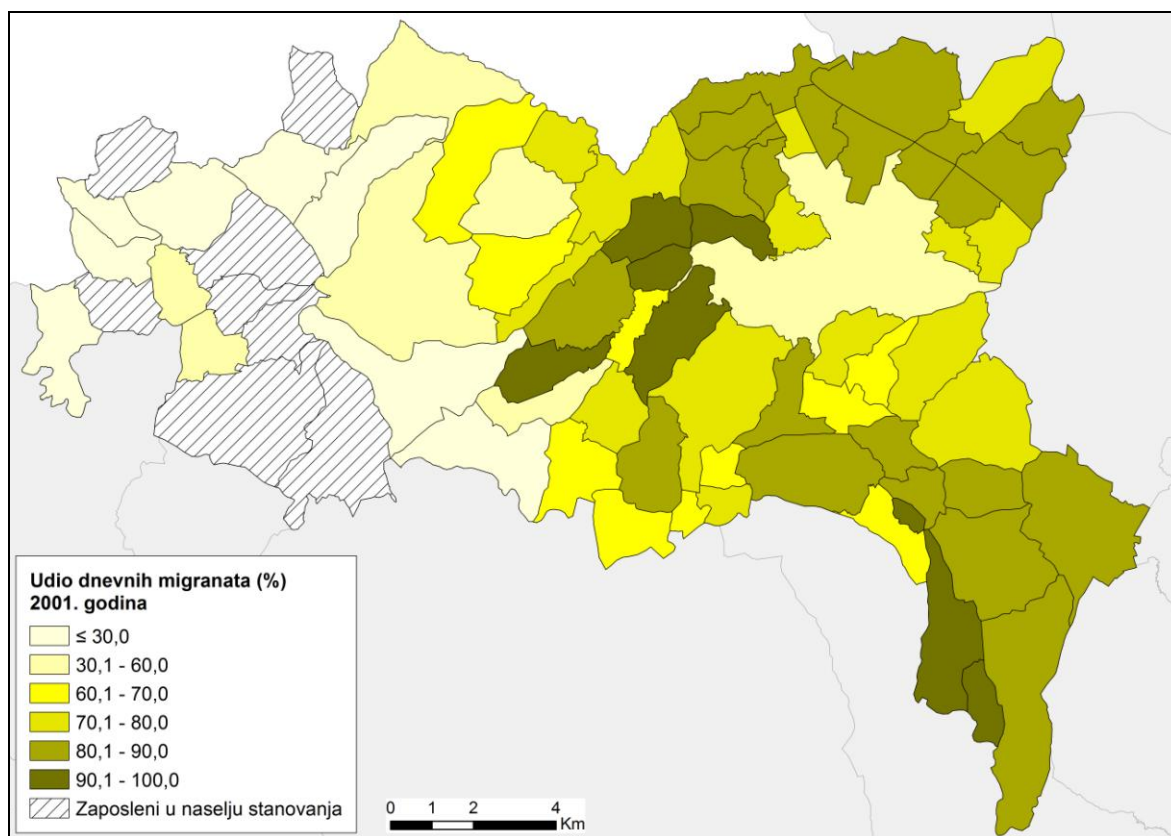 Udio dnevnih migranata (%)
2001. godina
≤ 30,0
30,1 - 60,0
60,1 - 70,0
70,1 - 80,0
80,1 - 90,0
90,1 - 100,0
Zaposleni u naselju stanovanja
0 1 2 4
Km